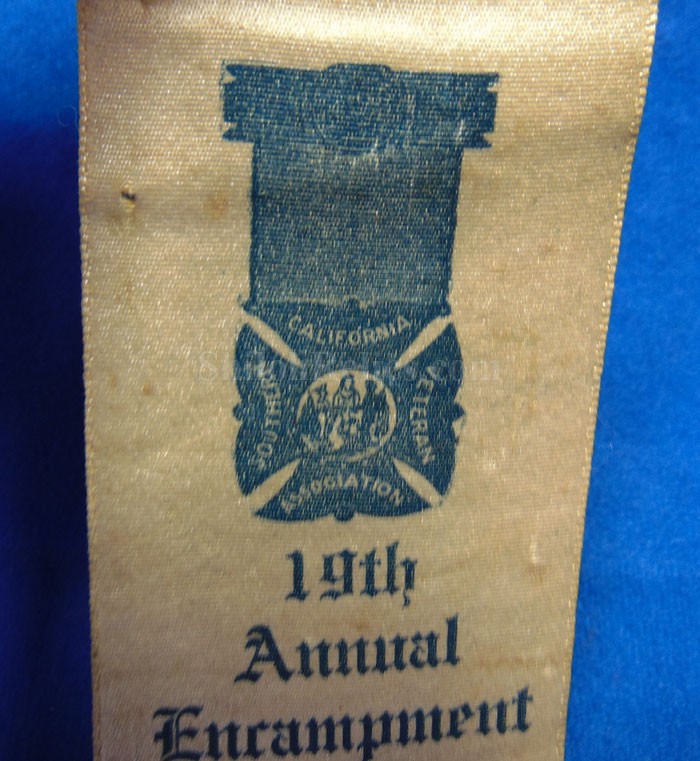 CALIFORNIA
SOUTHERN
VETERAN
ASSOCIATION
19th
Annual
Encampment